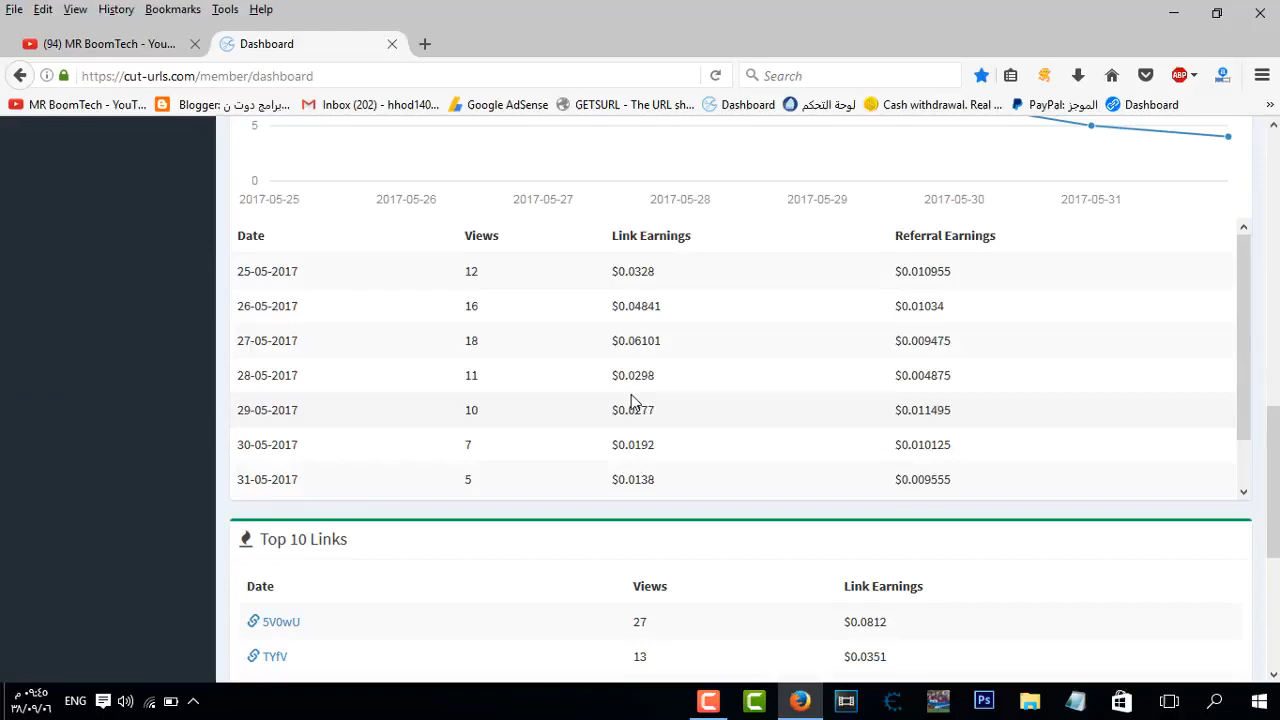 File Edit View History Bookmarks Tools Help
(94) MR BoomTech - You...
Dashboard
https://cut-urls.com/member/dashboard
Search
ABP
MR BoomTech - YouT...
Blogger: برامج دوت ن...
Inbox (202) - hhod140...
Google AdSense
GETSURL - The URL sh...
Dashboard
لوحة التحكم
Cash withdrawal. Real ...
PayPal: الموجز
Dashboard
5
0
2017-05-25 2017-05-26 2017-05-27 2017-05-28 2017-05-29 2017-05-30 2017-05-31
Date Views Link Earnings Referral Earnings
25-05-2017 12 $0.0328 $0.010955
26-05-2017 16 $0.04841 $0.01034
27-05-2017 18 $0.06101 $0.009475
28-05-2017 11 $0.0298 $0.004875
29-05-2017 10 $0.0277 $0.011495
30-05-2017 7 $0.0192 $0.010125
31-05-2017 5 $0.0138 $0.009555
Top 10 Links
Date Views Link Earnings
5V0wU 27 $0.0812
TYfV 13 $0.0351
ENG
Ps